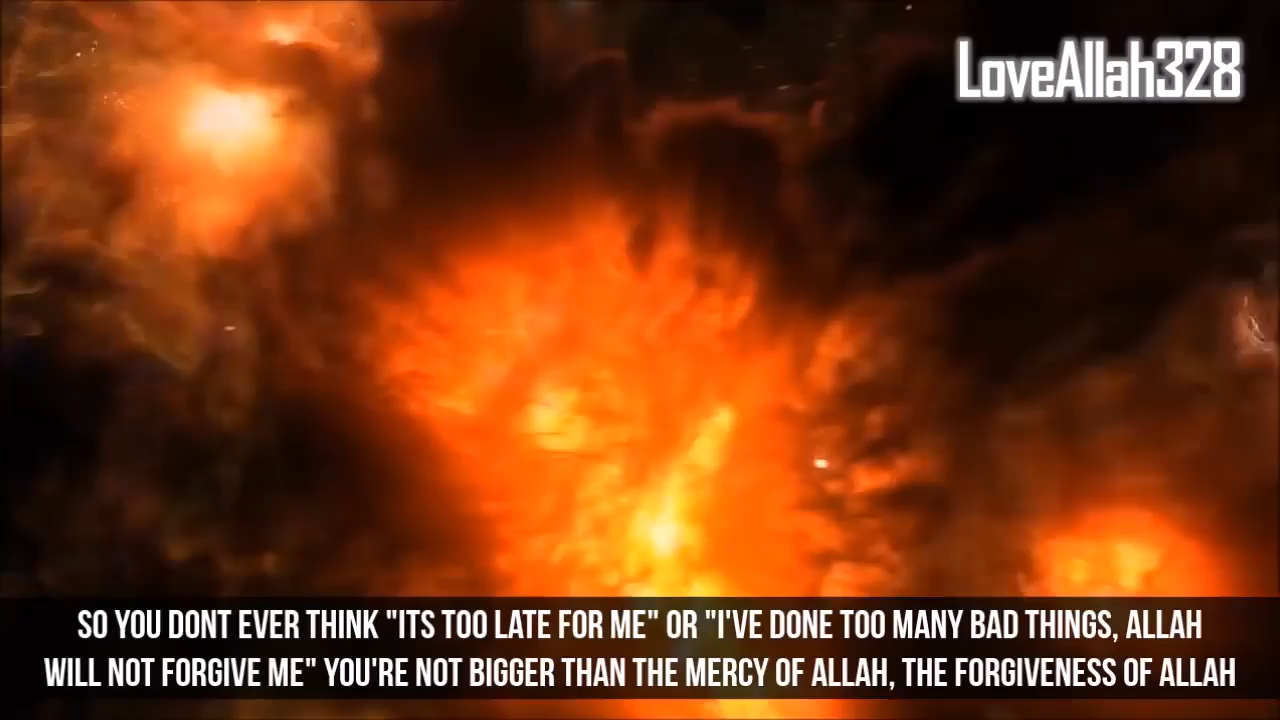 LoveAllah328
SO YOU DONT EVER THINK "ITS TOO LATE FOR ME" OR "I'VE DONE TOO MANY BAD THINGS, ALLAH
WILL NOT FORGIVE ME" YOU'RE NOT BIGGER THAN THE MERCY OF ALLAH, THE FORGIVENESS OF ALLAH